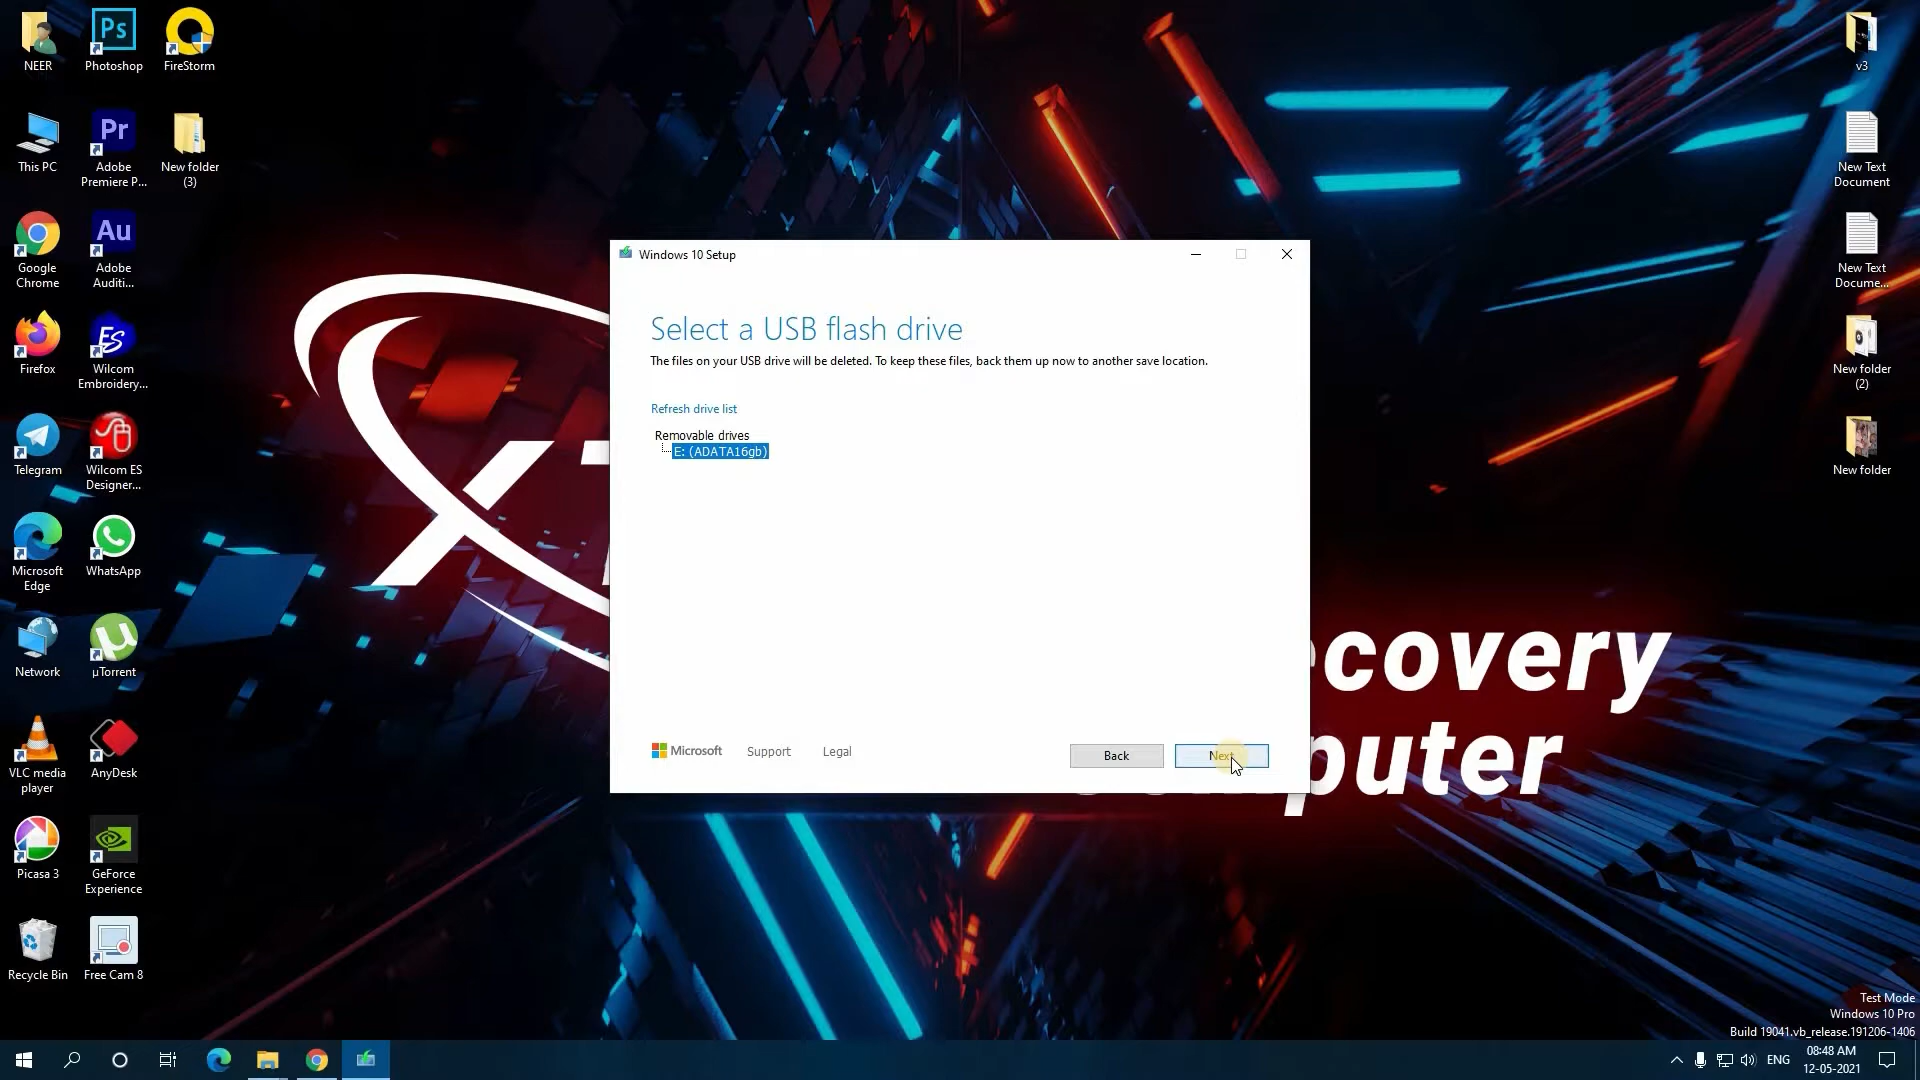 NEER
Photoshop
FireStorm
This PC
Adobe
Premiere P...
New folder
(3)
Google
Chrome
Adobe
Auditi...
Firefox
Wilcom
Embroidery...
Telegram
Wilcom ES
Designer...
Microsoft
Edge
WhatsApp
Network
µTorrent
VLC media
player
AnyDesk
Picasa 3
GeForce
Experience
Recycle Bin
Free Cam 8
Ps
Pr
Au
ES
Windows 10 Setup
Select a USB flash drive
The files on your USB drive will be deleted. To keep these files, back them up now to another save location.
Refresh drive list
Removable drives
E: (ADATA16gb)
Microsoft
Support
Legal
Back
Next
ecovery
puter
v3
New Text
Document
New Text
Docume...
New folder
(2)
New folder
Test Mode
Windows 10 Pro
Build 19041.vb_release.191206-1406
ENG
08:48 AM
12-05-2021